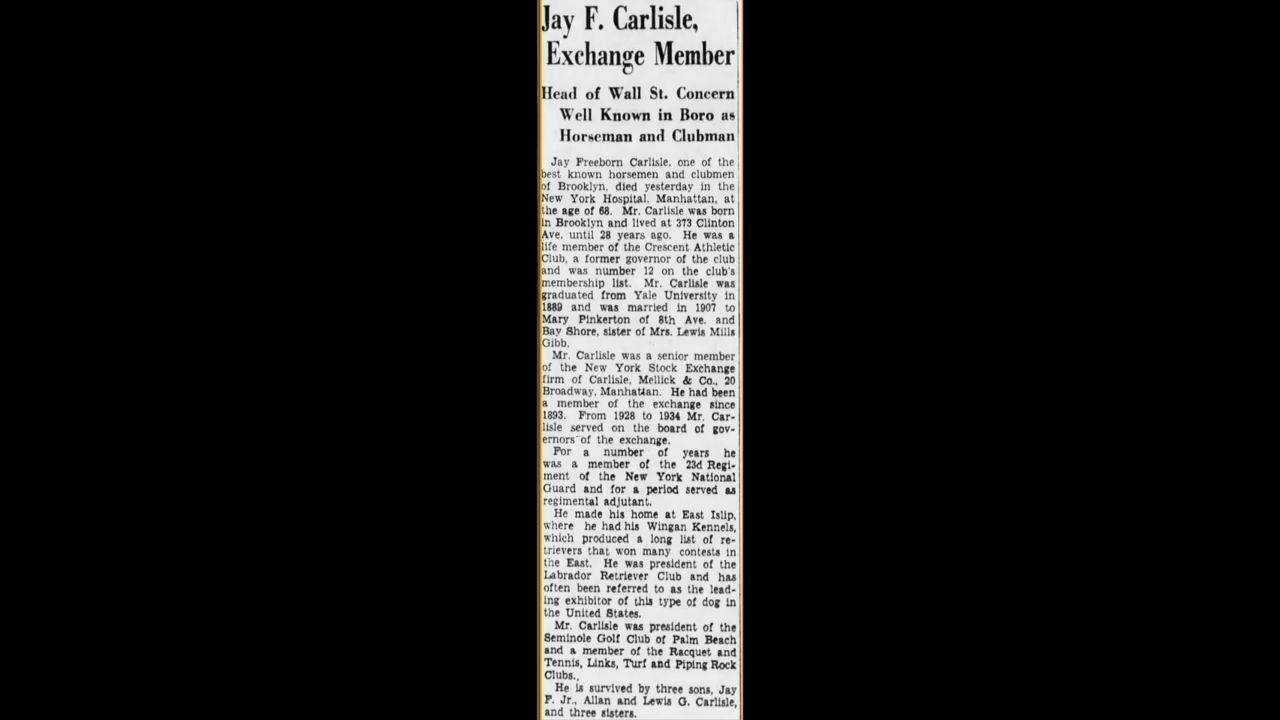 Jay F. Carlisle,
Exchange Member
Head of Wall St. Concern
Well Known in Boro as
Horseman and Clubman
Jay Freeborn Carlisle, one of the
best known horsemen and clubmen
of Brooklyn, died yesterday in the
New York Hospital, Manhattan, at
the age of 68. Mr. Carlisle was born
in Brooklyn and lived at 373 Clinton
Ave. until 28 years ago. He was a
life member of the Crescent Athletic
Club, a former governor of the club
and was number 12 on the club's
membership list. Mr. Carlisle was
graduated from Yale University in
1889 and was married in 1907 to
Mary Pinkerton of 8th Ave. and
Bay Shore, sister of Mrs. Lewis Mills
Gibb.
Mr. Carlisle was a senior member
of the New York Stock Exchange
firm of Carlisle, Mellick & Co., 20
Broadway, Manhattan. He had been
a member of the exchange since
1893. From 1928 to 1934 Mr. Car-
lisle served on the board of gov-
ernors of the exchange.
For a number of years he
was a member of the 23d Regi-
ment of the New York National
Guard and for a period served as
regimental adjutant.
He made his home at East Islip,
where he had his Wingan Kennels,
which produced a long list of re-
trievers that won many contests in
the East. He was president of the
Labrador Retriever Club and has
often been referred to as the lead-
ing exhibitor of this type of dog in
the United States.
Mr. Carlisle was president of the
Seminole Golf Club of Palm Beach
and a member of the Racquet and
Tennis, Links, Turf and Piping Rock
Clubs.,
He is survived by three sons, Jay
F. Jr., Allan and Lewis G. Carlisle,
and three sisters.